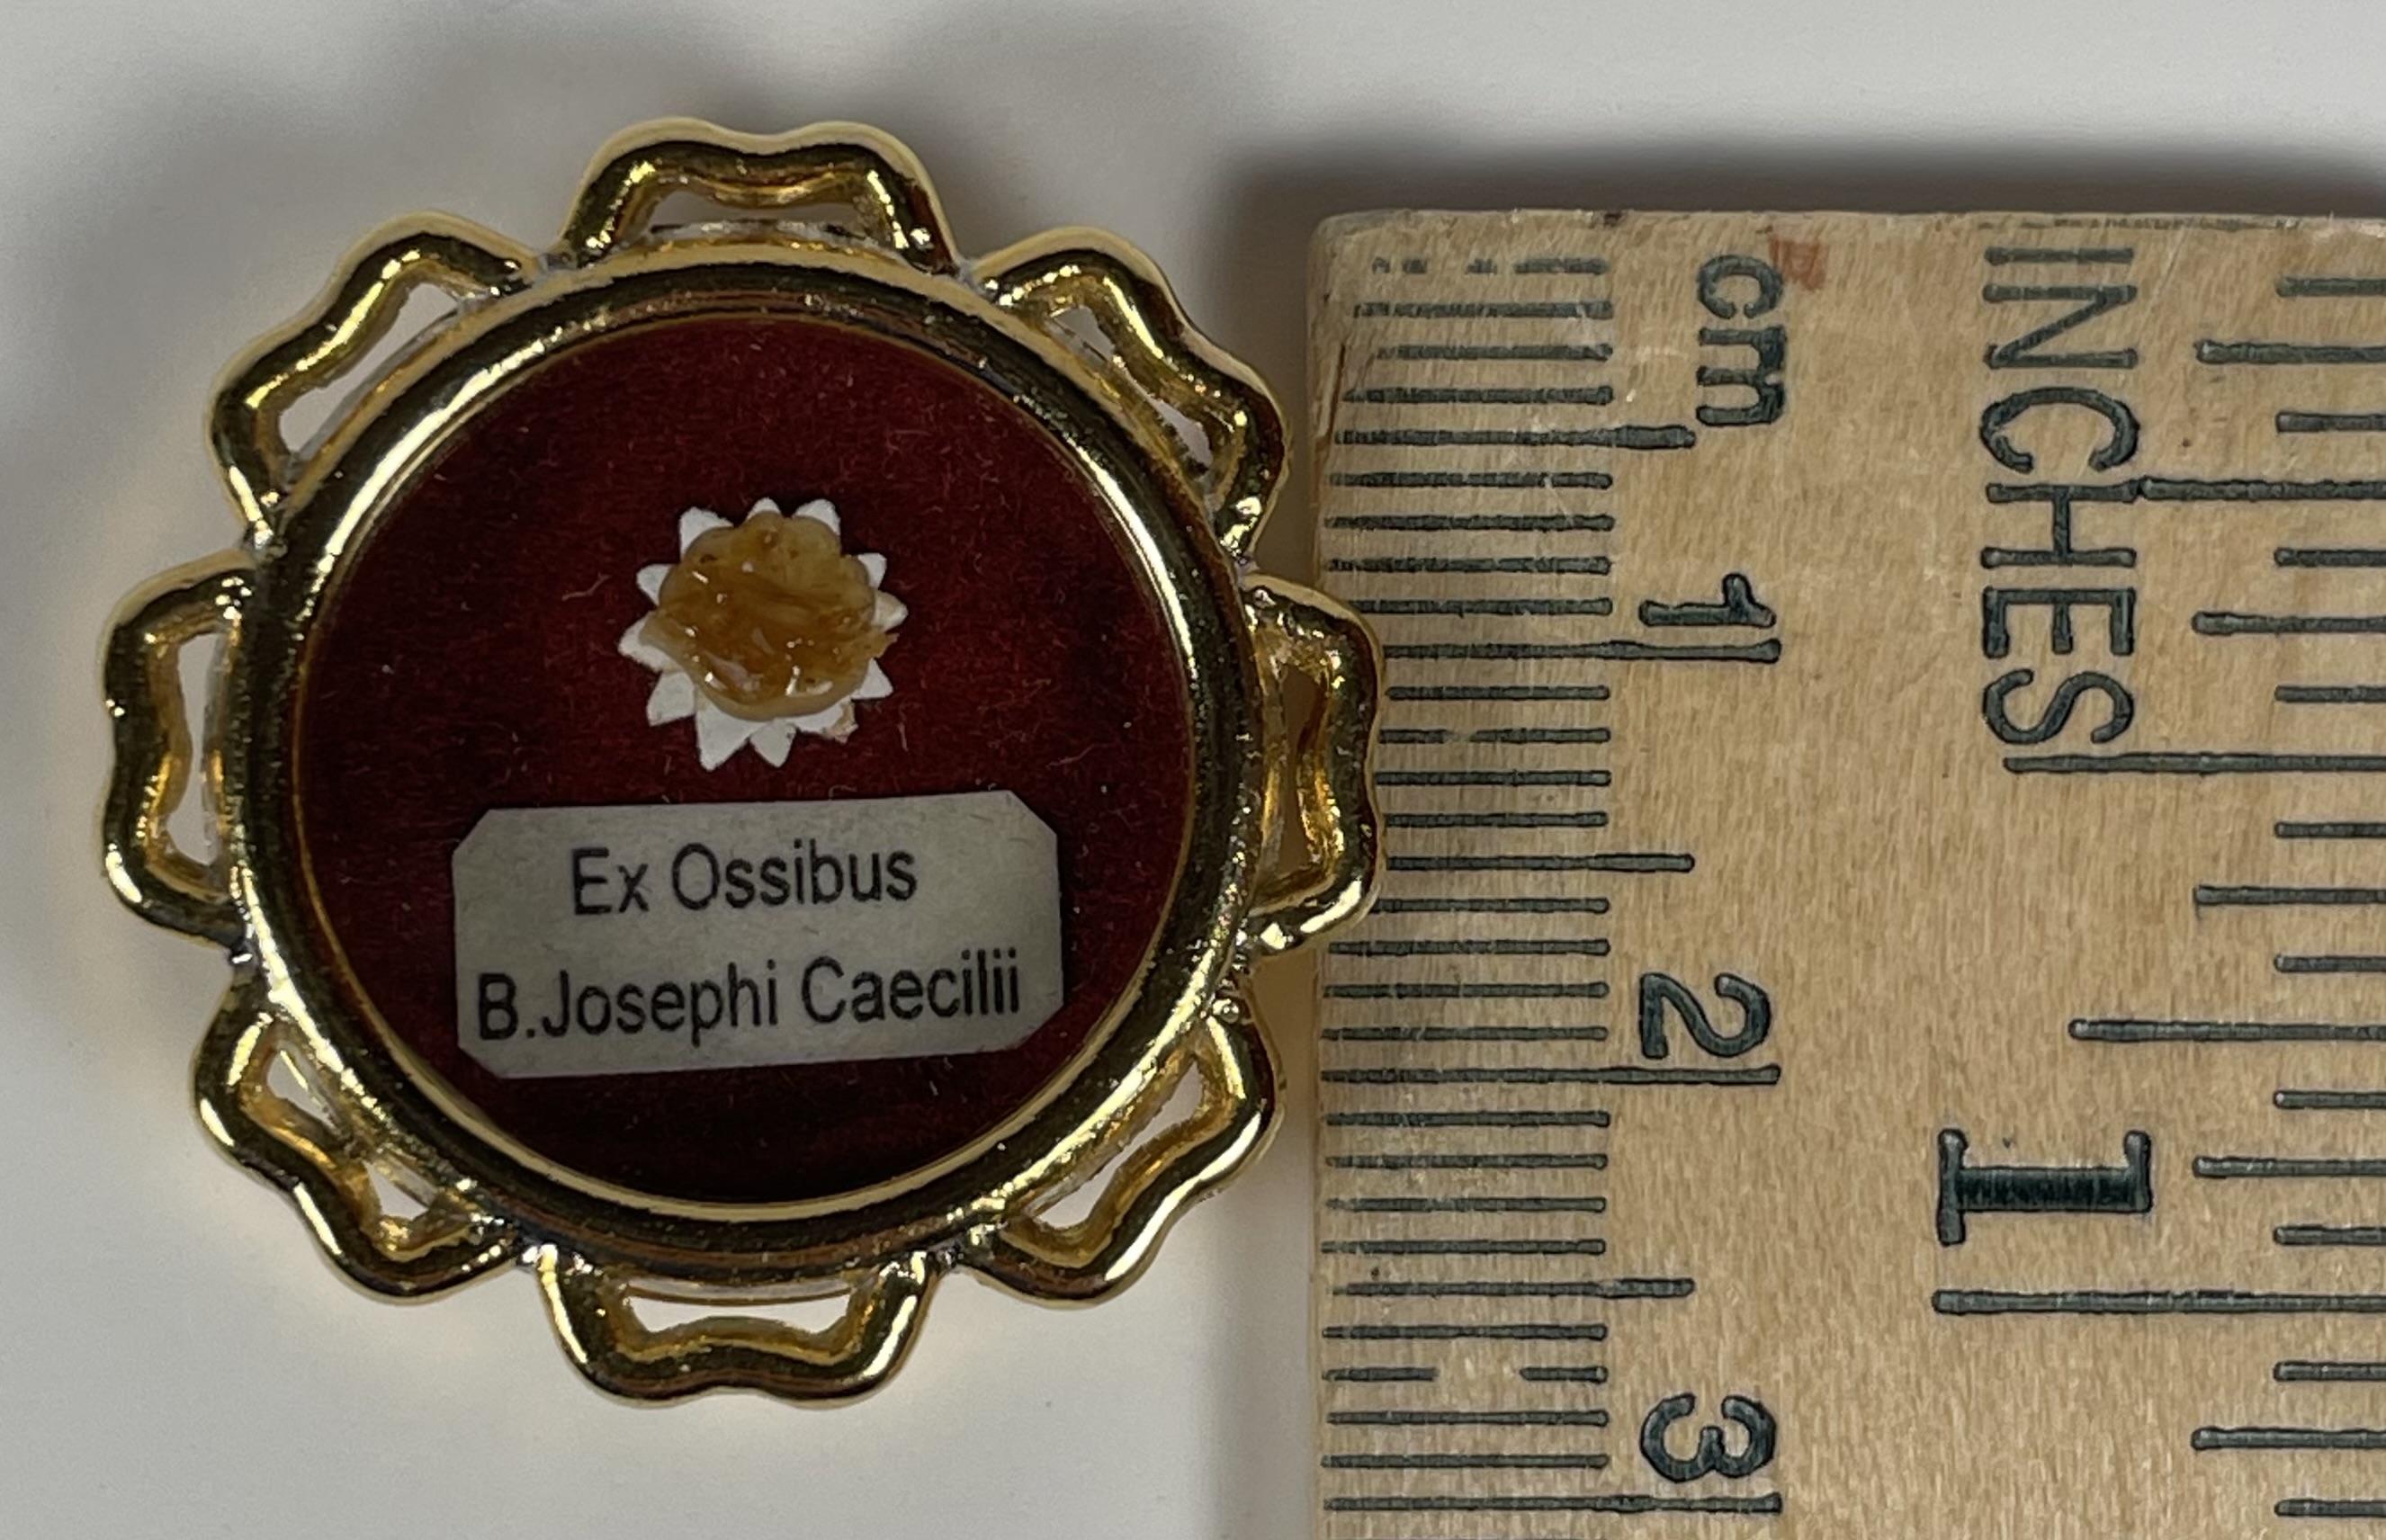 Ex Ossibus
B.Josephi Caecilii
cm
1
2
3
INCHES
1